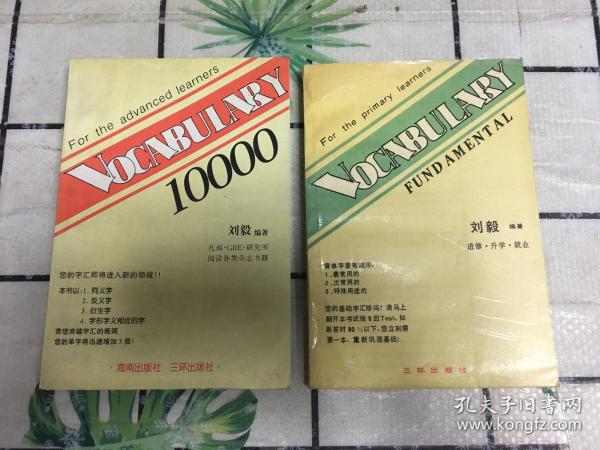 For the advanced learners
VOCABULARY
10000
刘毅 编著
托福·GRE·研究所
阅读各类杂志书籍
您的字汇即将进入新的领域!!
本书以:1.同义字
2.反义字
3.衍生字
4.字形字义相近的字
带您突破字汇的瓶颈
您的单字将迅速增加5倍!
·海南出版社 三环出版社·
For the primary learners
VOCABULARY
FUNDAMENTAL
刘毅 编著
进修·升学·就业
背单字要有顺序:
1.最常用的
2.次常用的
3.特殊用途的
您的基础字汇够吗?请马上
翻开本书试做8回Test,如
果答对90%以下,您立刻需
要一本,重新巩固基础!
三环出版社
孔夫子旧书网
www.kongfz.com